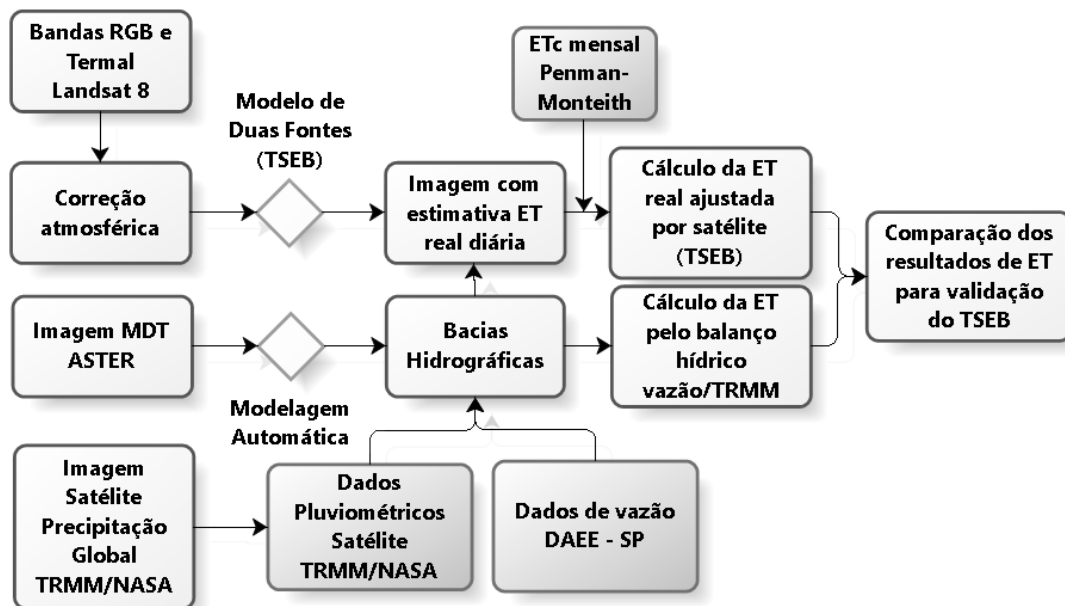 Bandas RGB e
Termal
Landsat 8
ETc mensal
Penman-
Monteith
Modelo de
Duas Fontes
(TSEB)
Correção
atmosférica
Imagem com
estimativa ET
real diária
Cálculo da ET
real ajustada
por satélite
(TSEB)
Comparação dos
resultados de ET
para validação
do TSEB
Imagem MDT
ASTER
Bacias
Hidrográficas
Cálculo da ET
pelo balanço
hídrico
vazão/TRMM
Modelagem
Automática
Imagem
Satélite
Precipitação
Global
TRMM/NASA
Dados
Pluviométricos
Satélite
TRMM/NASA
Dados de vazão
DAEE - SP